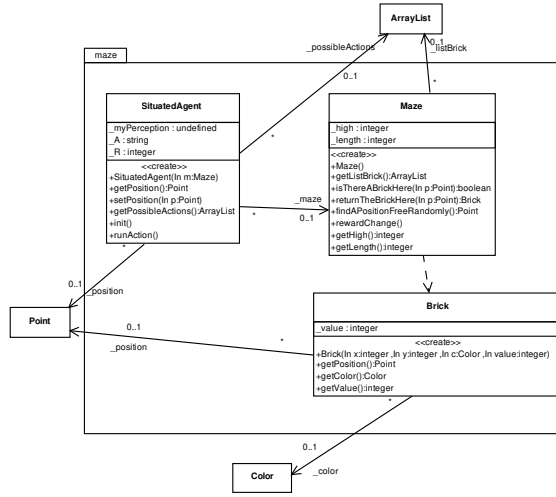 ArrayList
_possibleActions
0..1
_listBrick
0..1
maze
*
*
SituatedAgent
_myPerception : undefined
_A : string
_R : integer
<<create>>
+SituatedAgent(In m:Maze)
+getPosition():Point
+setPosition(In p:Point)
+getPossibleActions():ArrayList
+init()
+runAction()
Maze
_high : integer
_length : integer
<<create>>
+Maze()
+getListBrick():ArrayList
+isThereABrickHere(In p:Point):boolean
+returnTheBrickHere(In p:Point):Brick
+findAPositionFreeRandomly():Point
+rewardChange()
+getHigh():integer
+getLength():integer
_maze
*
0..1
*
0..1
_position
Point
0..1
_position
*
Brick
_value : integer
<<create>>
+Brick(In x:integer ,In y:integer ,In c:Color ,In value:integer)
+getPosition():Point
+getColor():Color
+getValue():integer
*
0..1
_color
Color